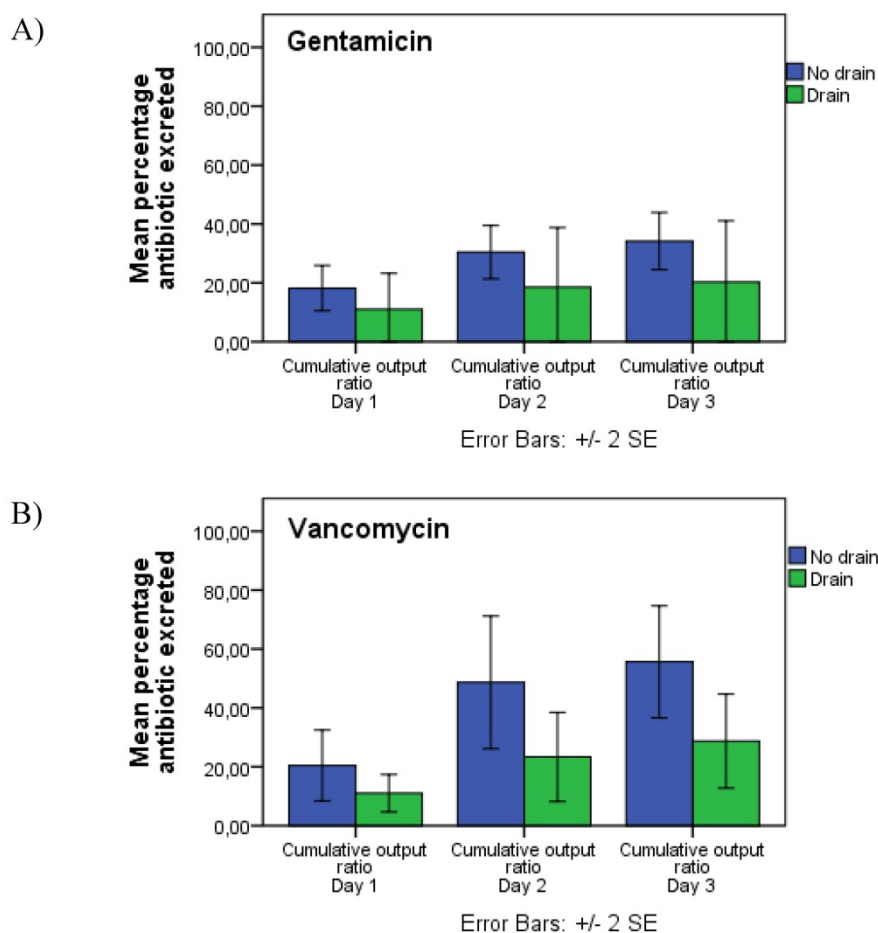 A)
Gentamicin
No drain
Drain
Mean percentage
antibiotic excreted
100,00
80,00
60,00
40,00
20,00
0,00
Cumulative output
ratio
Day 1
Cumulative output
ratio
Day 2
Cumulative output
ratio
Day 3
Error Bars: +/- 2 SE
B)
Vancomycin
No drain
Drain
Mean percentage
antibiotic excreted
100,00
80,00
60,00
40,00
20,00
0,00
Cumulative output
ratio
Day 1
Cumulative output
ratio
Day 2
Cumulative output
ratio
Day 3
Error Bars: +/- 2 SE